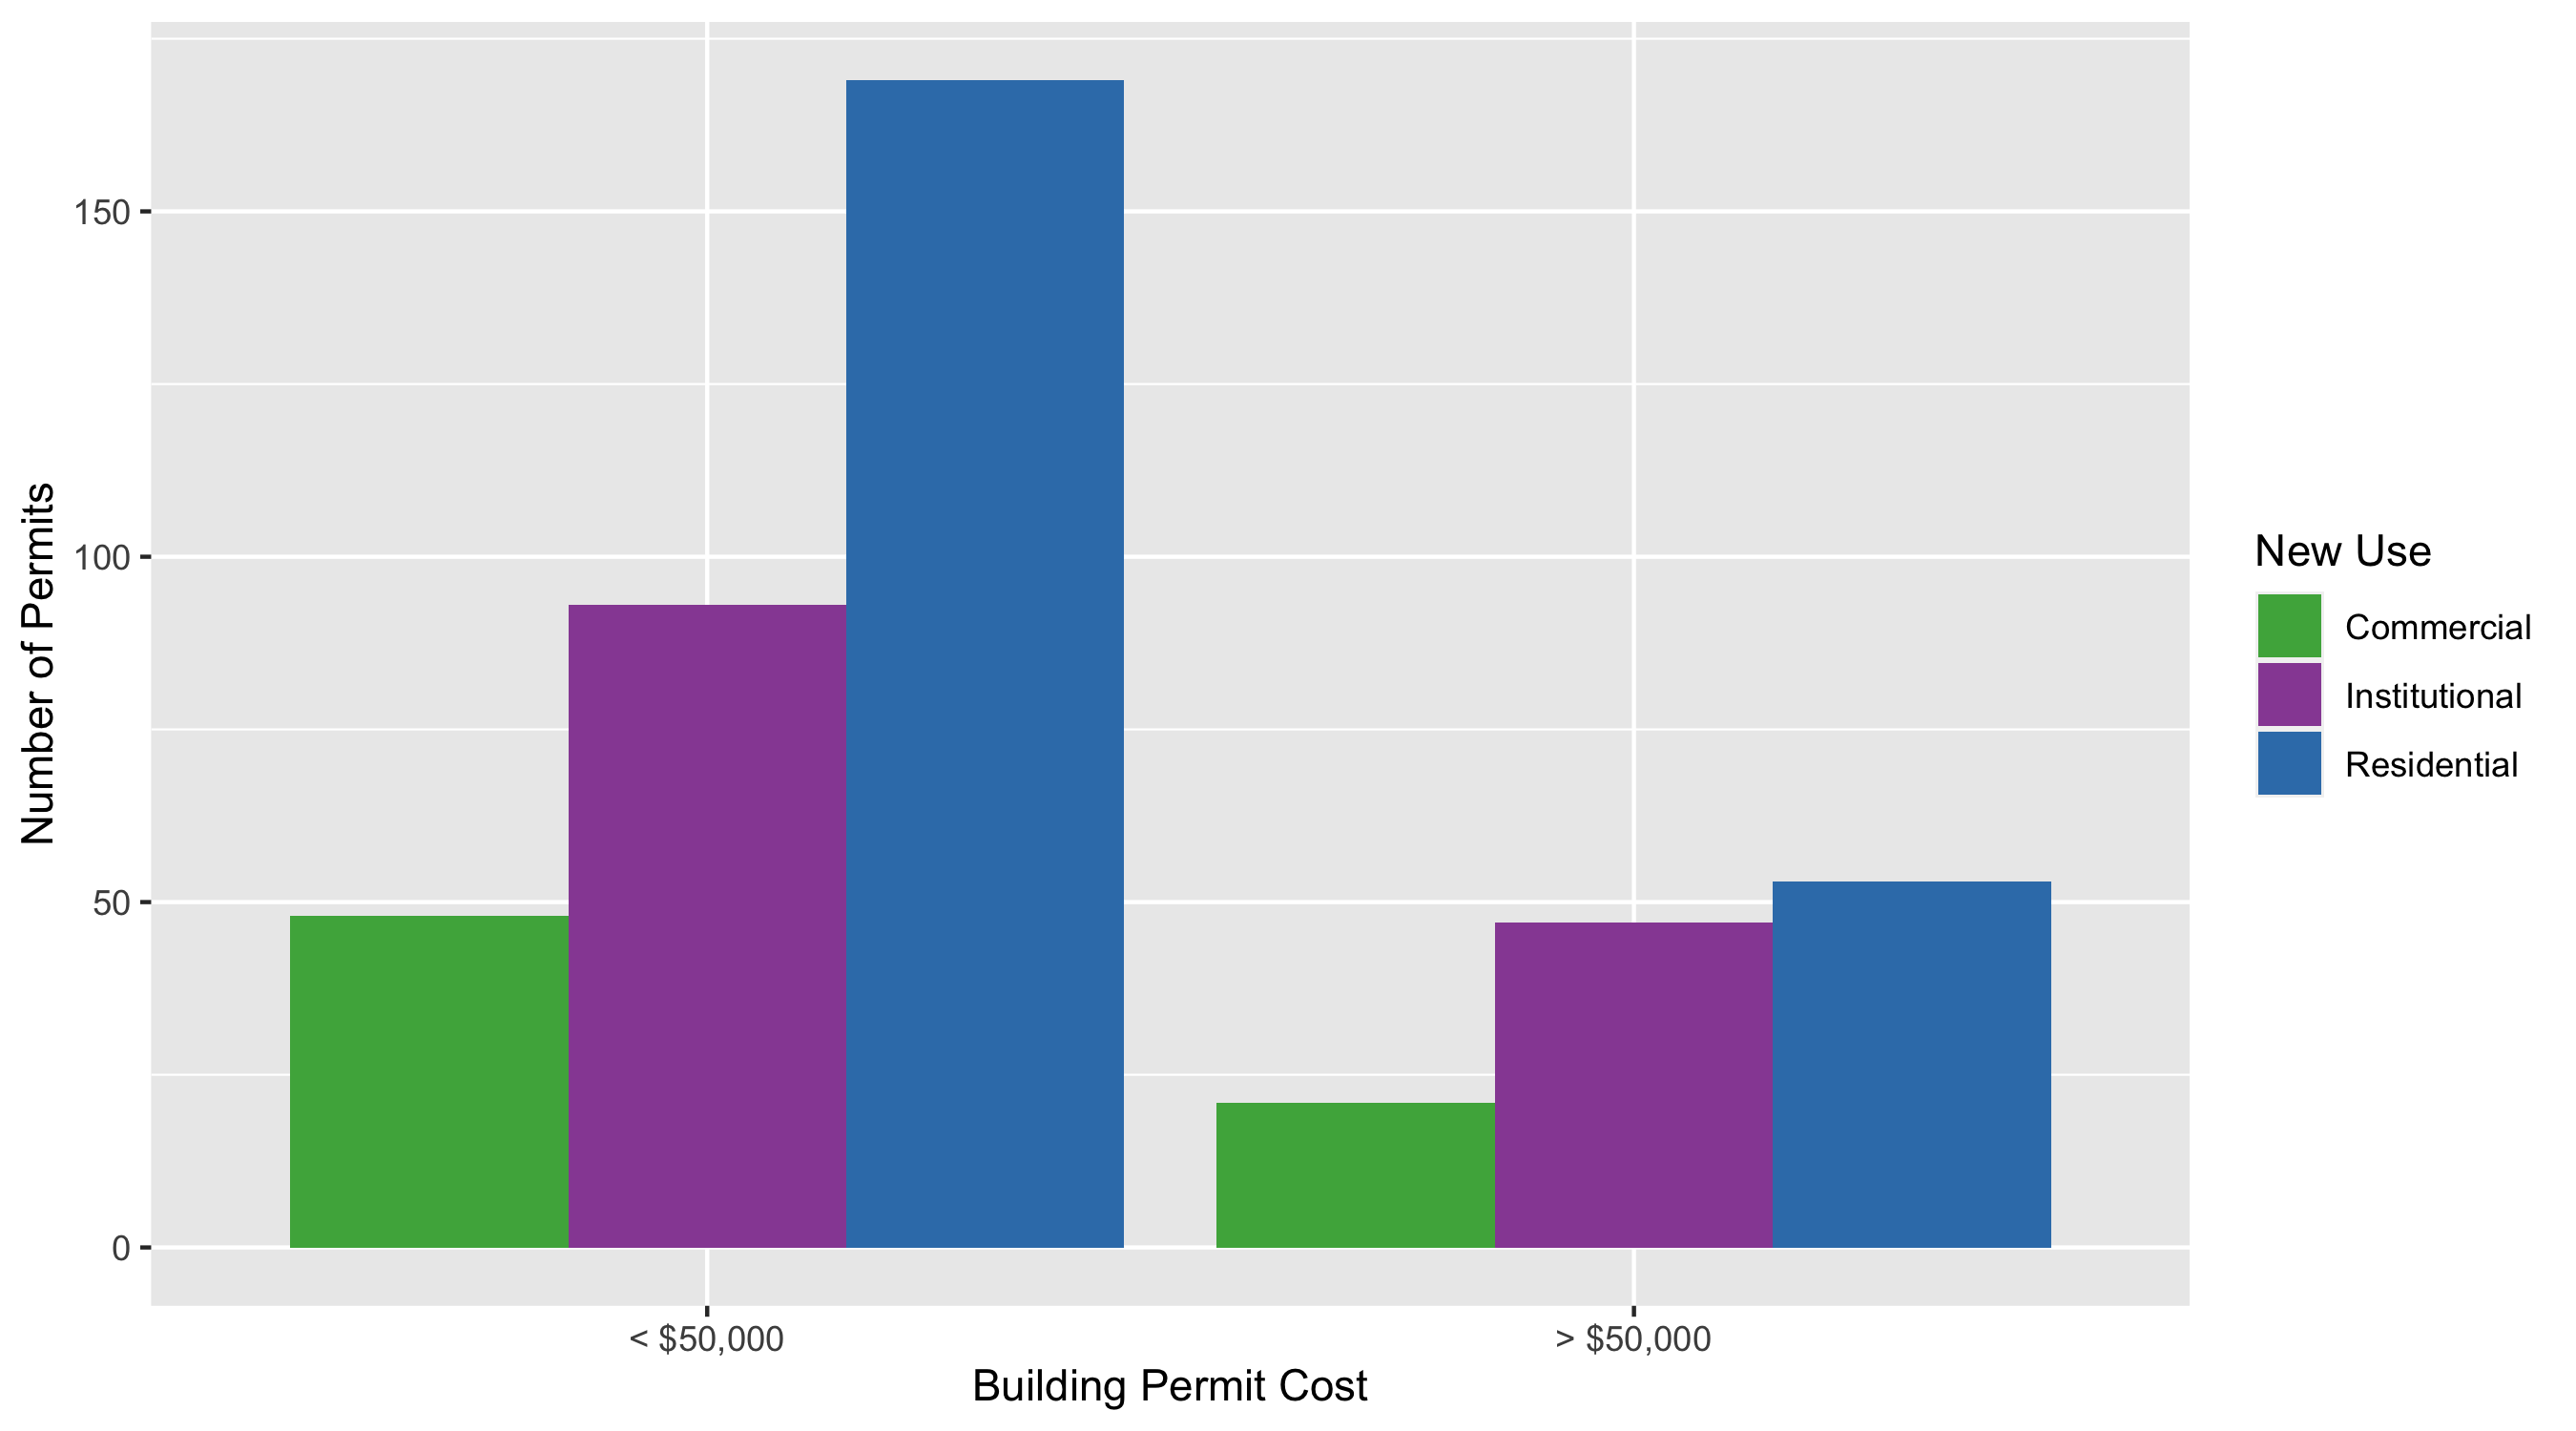 Number of Permits
150
100
50
0
< $50,000
> $50,000
Building Permit Cost
New Use
Commercial
Institutional
Residential